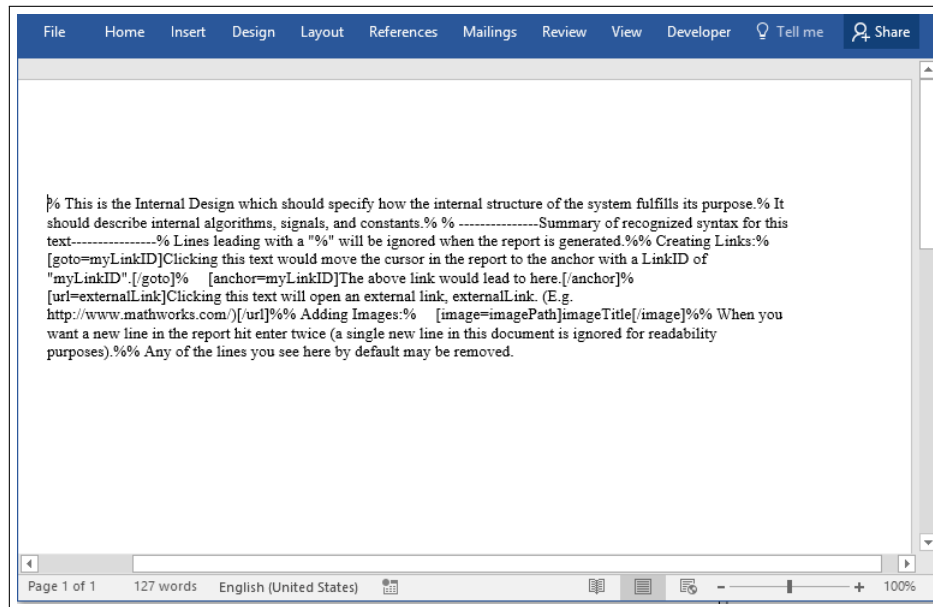 File Home Insert Design Layout References Mailings Review View Developer Tell me Share
% This is the Internal Design which should specify how the internal structure of the system fulfills its purpose.% It
should describe internal algorithms, signals, and constants.% % ---------------Summary of recognized syntax for this
text----------------% Lines leading with a "%" will be ignored when the report is generated.%% Creating Links:%
[goto=myLinkID]Clicking this text would move the cursor in the report to the anchor with a LinkID of
"myLinkID".[/goto]%    [anchor=myLinkID]The above link would lead to here.[/anchor]%
[url=externalLink]Clicking this text will open an external link, externalLink. (E.g.
http://www.mathworks.com/)[/url]%% Adding Images:%    [image=imagePath]imageTitle[/image]%% When you
want a new line in the report hit enter twice (a single new line in this document is ignored for readability
purposes).%% Any of the lines you see here by default may be removed.
Page 1 of 1 127 words English (United States) - + 100%